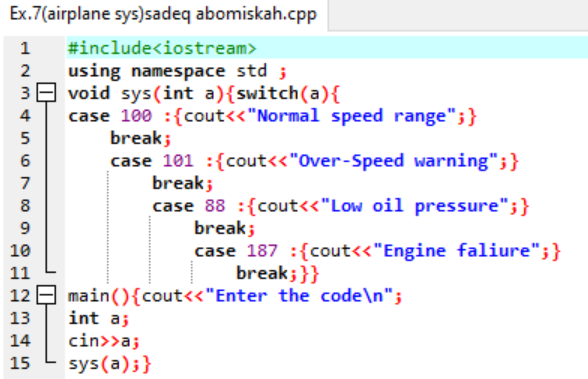 Ex.7(airplane sys)sadeq abomiskah.cpp
1 #include<iostream>
2 using namespace std ;
3 void sys(int a){switch(a){
4 case 100 :{cout<<"Normal speed range";}
5 break;
6 case 101 :{cout<<"Over-Speed warning";}
7 break;
8 case 88 :{cout<<"Low oil pressure";}
9 break;
10 case 187 :{cout<<"Engine faliure";}
11 break;}}
12 main(){cout<<"Enter the code\n";
13 int a;
14 cin>>a;
15 sys(a);}